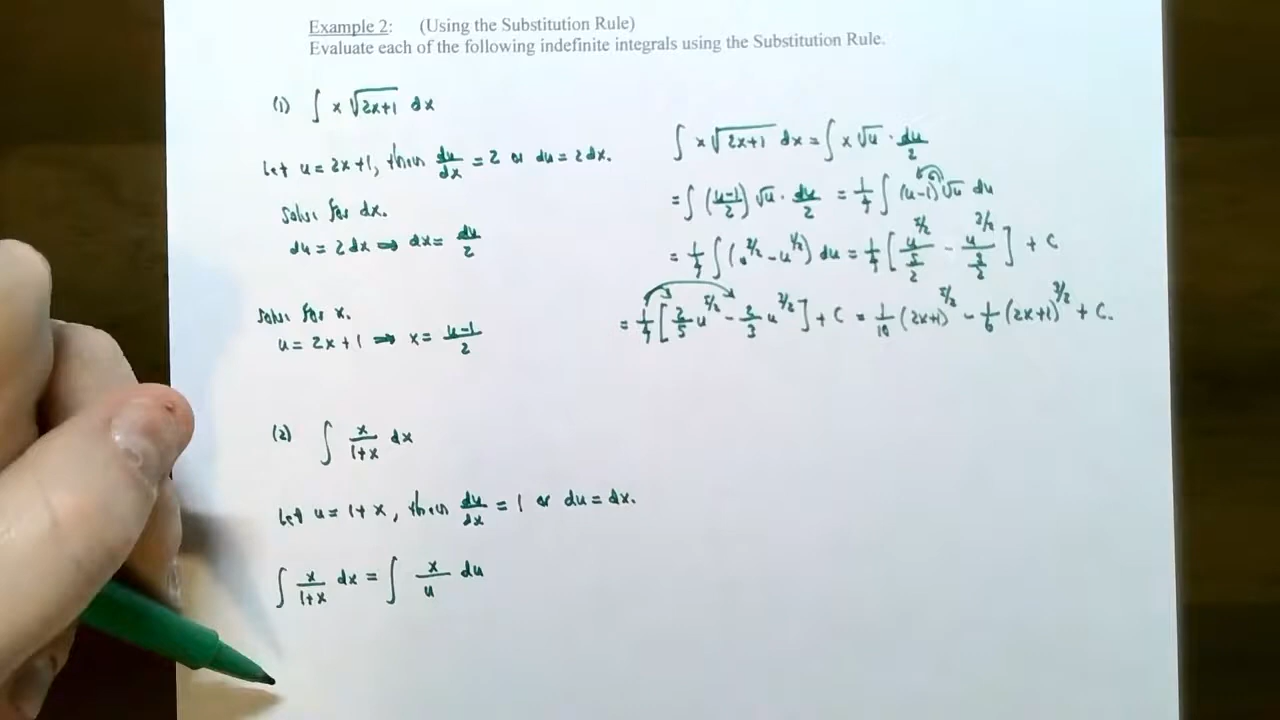 Example 2: (Using the Substitution Rule)
Evaluate each of the following indefinite integrals using the Substitution Rule.
(1) ∫ x √(2x+1) dx
Let u = 2x+1, then du/dx = 2 or du = 2dx.
Solve for dx.
du = 2dx ⇒ dx = du/2
Solve for x.
u = 2x+1 ⇒ x = (u-1)/2
∫ x √(2x+1) dx = ∫ x √u · du/2
= ∫ ((u-1)/2) √u · du/2 = 1/4 ∫ (u-1) √u du
= 1/4 ∫ (u^(3/2) - u^(1/2)) du = 1/4 [ u^(5/2)/(5/2) - u^(3/2)/(3/2) ] + C
= 1/4 [ 2/5 u^(5/2) - 2/3 u^(3/2) ] + C = 1/10 (2x+1)^(5/2) - 1/6 (2x+1)^(3/2) + C.
(2) ∫ x/(1+x) dx
Let u = 1+x, then du/dx = 1 or du = dx.
∫ x/(1+x) dx = ∫ x/u du